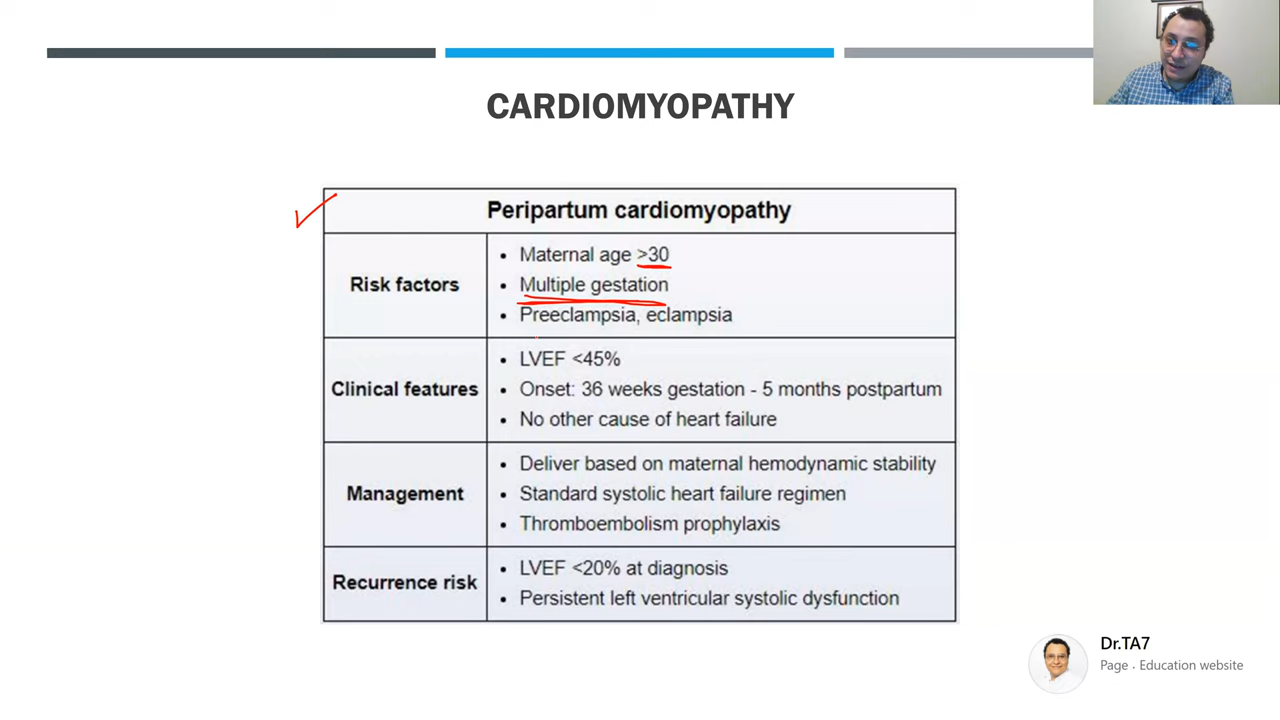 CARDIOMYOPATHY
Peripartum cardiomyopathy
Risk factors
• Maternal age >30
• Multiple gestation
• Preeclampsia, eclampsia
Clinical features
• LVEF <45%
• Onset: 36 weeks gestation - 5 months postpartum
• No other cause of heart failure
Management
• Deliver based on maternal hemodynamic stability
• Standard systolic heart failure regimen
• Thromboembolism prophylaxis
Recurrence risk
• LVEF <20% at diagnosis
• Persistent left ventricular systolic dysfunction
Dr.TA7
Page · Education website